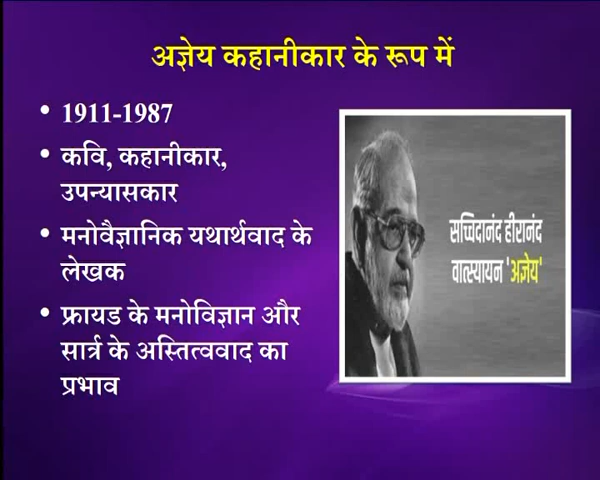 अज्ञेय कहानीकार के रूप में
• 1911-1987
• कवि, कहानीकार,
उपन्यासकार
• मनोवैज्ञानिक यथार्थवाद के
लेखक
• फ्रायड के मनोविज्ञान और
सार्त्र के अस्तित्ववाद का
प्रभाव
सच्चिदानंद हीरानंद
वात्स्यायन 'अज्ञेय'